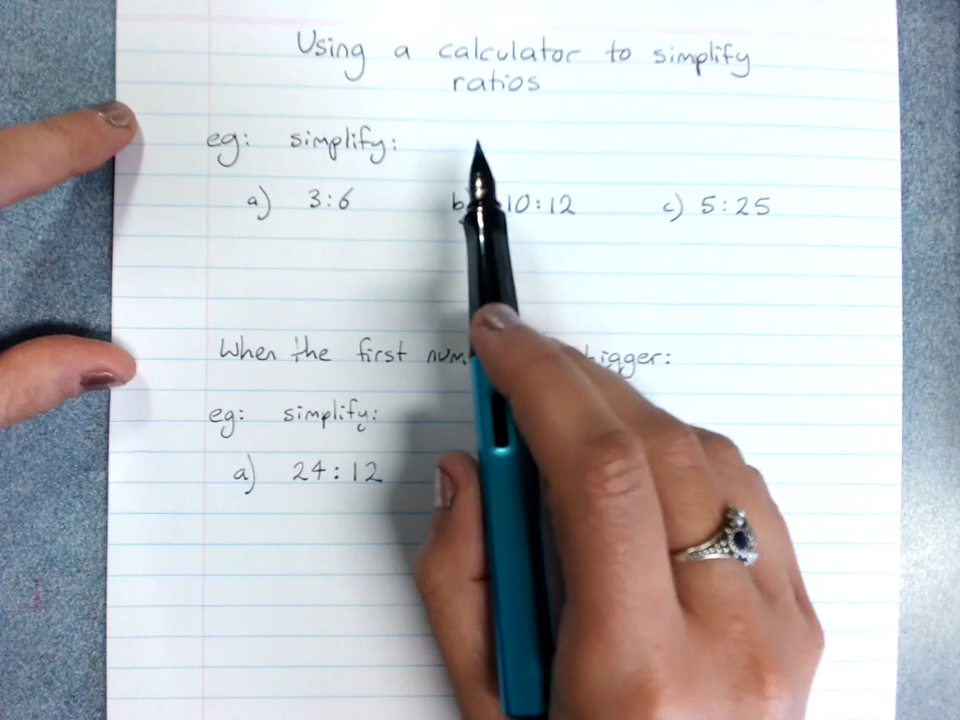 Using a calculator to simplify
ratios
eg: simplify:
a) 3:6 10:12 c) 5:25
When the first bigger:
eg: simplify:
a) 24:12